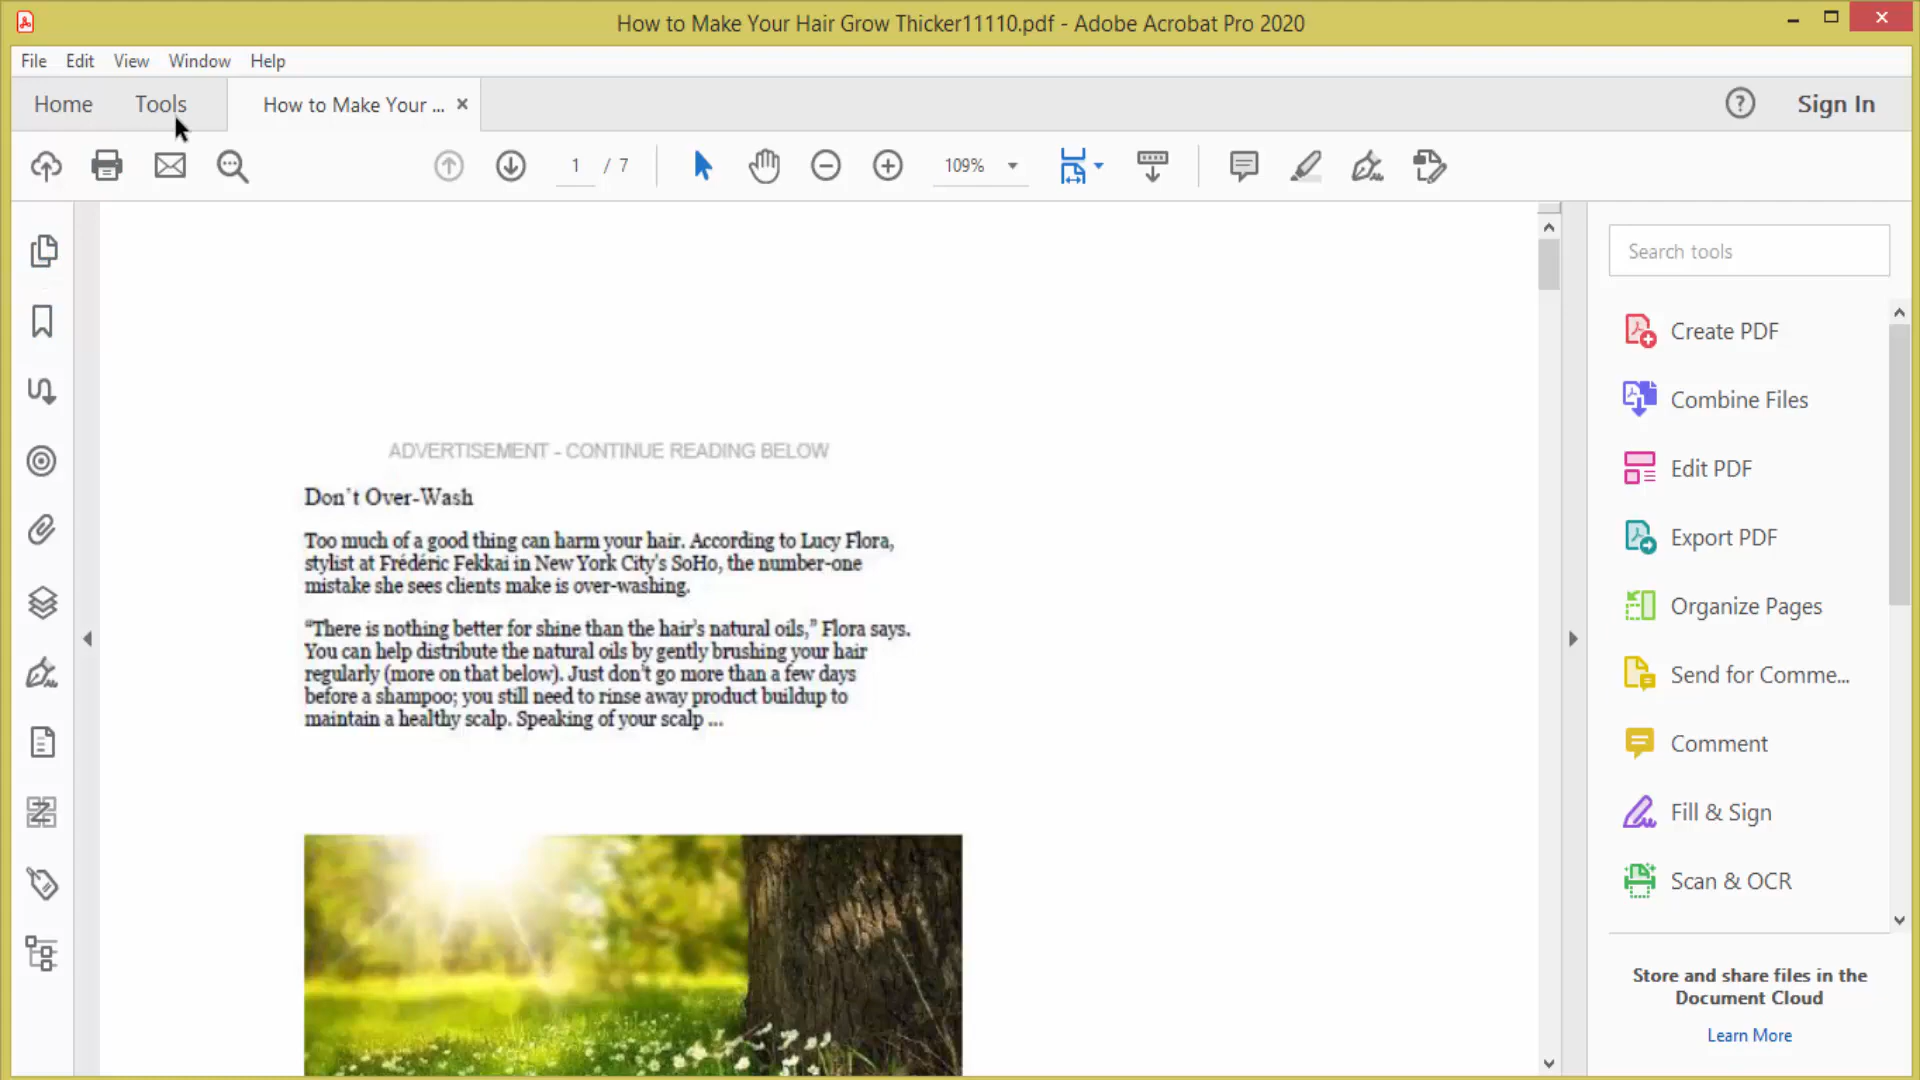 How to Make Your Hair Grow Thicker11110.pdf - Adobe Acrobat Pro 2020
File Edit View Window Help
Home Tools How to Make Your ... Sign In
1 / 7 109%
Search tools
Create PDF
Combine Files
Edit PDF
Export PDF
Organize Pages
Send for Comme...
Comment
Fill & Sign
Scan & OCR
Store and share files in the
Document Cloud
Learn More
ADVERTISEMENT - CONTINUE READING BELOW
Don't Over-Wash
Too much of a good thing can harm your hair. According to Lucy Flora,
stylist at Frédéric Fekkai in New York City's SoHo, the number-one
mistake she sees clients make is over-washing.
“There is nothing better for shine than the hair's natural oils,” Flora says.
You can help distribute the natural oils by gently brushing your hair
regularly (more on that below). Just don't go more than a few days
before a shampoo; you still need to rinse away product buildup to
maintain a healthy scalp. Speaking of your scalp ...